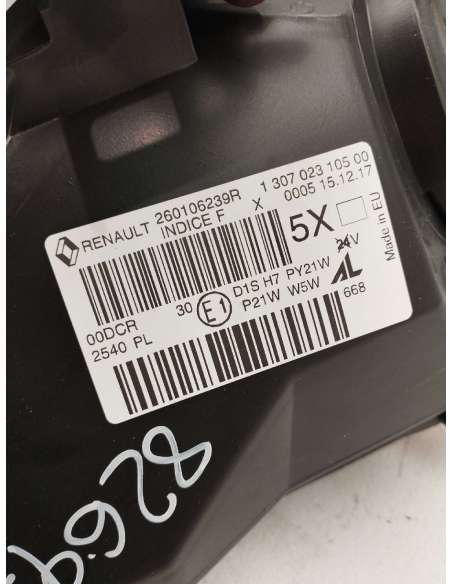 RENAULT 260106239R 1 307 023 105 00
INDICE F X 0005 15.12.17
5X
Made in EU
00DCR 30 E1 D1S H7 PY21W 24V
2540 PL P21W W5W AL
668